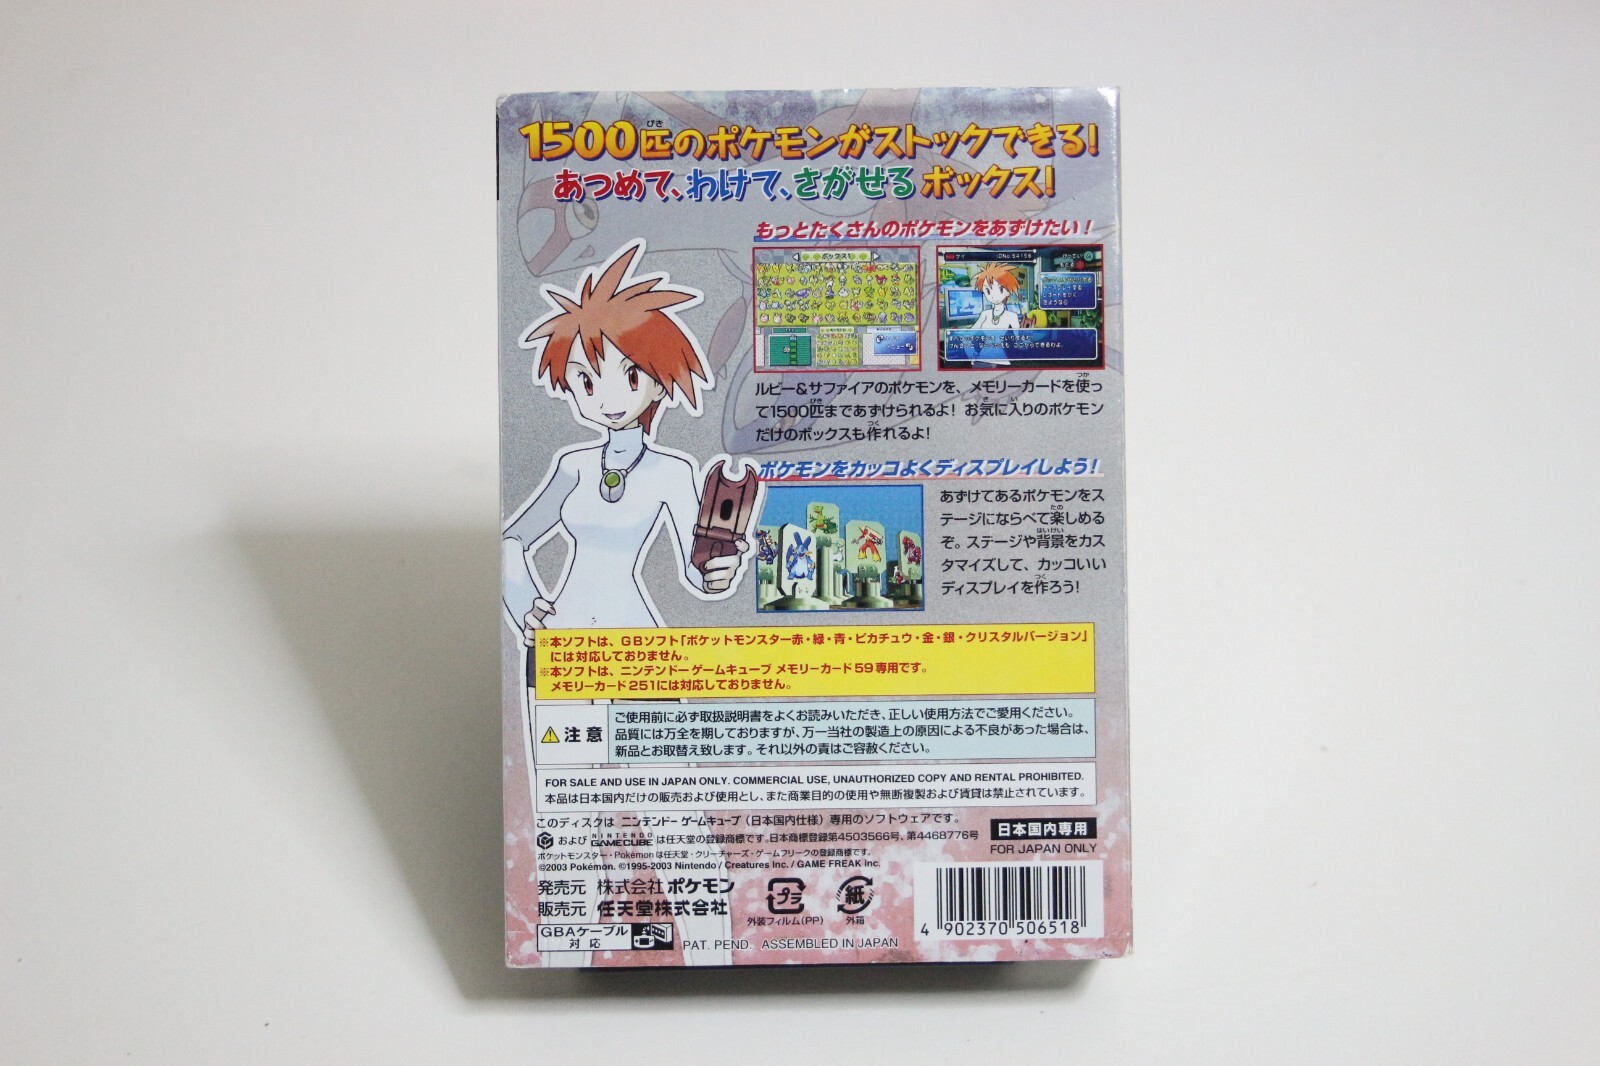 1500匹のポケモンがストックできる!
あつめて、わけて、さがせる ボックス!
もっとたくさんのポケモンをあずけたい!
ボックス1
IDNo.54156
ルビー&サファイアのポケモンを、メモリーカードを使っ
て1500匹まであずけられるよ! お気に入りのポケモン
だけのボックスも作れるよ!
ポケモンをカッコよくディスプレイしよう!
あずけてあるポケモンをス
テージにならべて楽しめる
ぞ。ステージや背景をカス
タマイズして、カッコいい
ディスプレイを作ろう!
※本ソフトは、GBソフト「ポケットモンスター赤・緑・青・ピカチュウ・金・銀・クリスタルバージョン」
には対応しておりません。
※本ソフトは、ニンテンドーゲームキューブ メモリーカード59専用です。
メモリーカード251には対応しておりません。
注意
ご使用前に必ず取扱説明書をよくお読みいただき、正しい使用方法でご愛用ください。
品質には万全を期しておりますが、万一当社の製造上の原因による不良があった場合は、
新品とお取替え致します。それ以外の責はご容赦ください。
FOR SALE AND USE IN JAPAN ONLY. COMMERCIAL USE, UNAUTHORIZED COPY AND RENTAL PROHIBITED.
本品は日本国内だけの販売および使用とし、また商業目的の使用や無断複製および賃貸は禁止されています。
このディスクは ニンテンドーゲームキューブ(日本国内仕様)専用のソフトウェアです。
および NINTENDO GAMECUBE は任天堂の登録商標です。日本商標登録第4503566号、第4468776号
ポケットモンスター・Pokémonは任天堂・クリーチャーズ・ゲームフリークの登録商標です。
©2003 Pokémon. ©1995-2003 Nintendo / Creatures inc. / GAME FREAK inc.
日本国内専用
FOR JAPAN ONLY
発売元 株式会社ポケモン
販売元 任天堂株式会社
プラ
外装フィルム(PP)
紙
外箱
GBAケーブル
対応
PAT. PEND. ASSEMBLED IN JAPAN
4 902370 506518